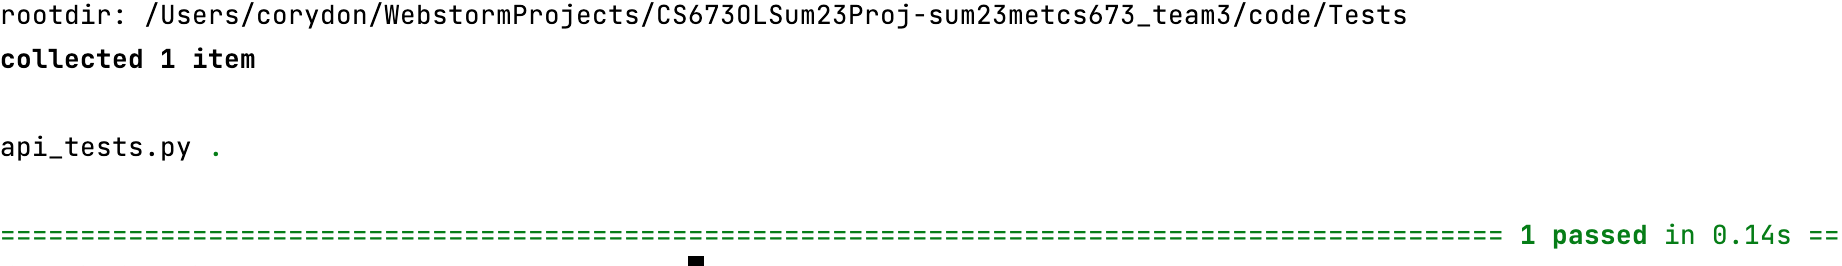 rootdir: /Users/corydon/WebstormProjects/CS673OLSum23Proj-sum23metcs673_team3/code/Tests
collected 1 item
api_tests.py .
============================================================================================== 1 passed in 0.14s ==